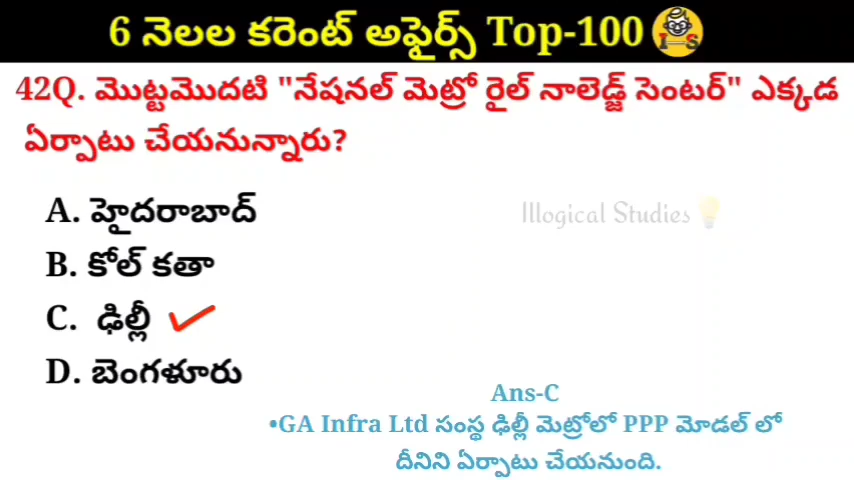 6 నెలల కరెంట్ అఫైర్స్ Top-100
I=S
42Q. మొట్టమొదటి "నేషనల్ మెట్రో రైల్ నాలెడ్జ్ సెంటర్" ఎక్కడ
ఏర్పాటు చేయనున్నారు?
A. హైదరాబాద్
Illogical Studies
B. కోల్ కతా
C. ఢిల్లీ
D. బెంగళూరు
Ans-C
•GA Infra Ltd సంస్థ ఢిల్లీ మెట్రోలో PPP మోడల్ లో
దీనిని ఏర్పాటు చేయనుంది.